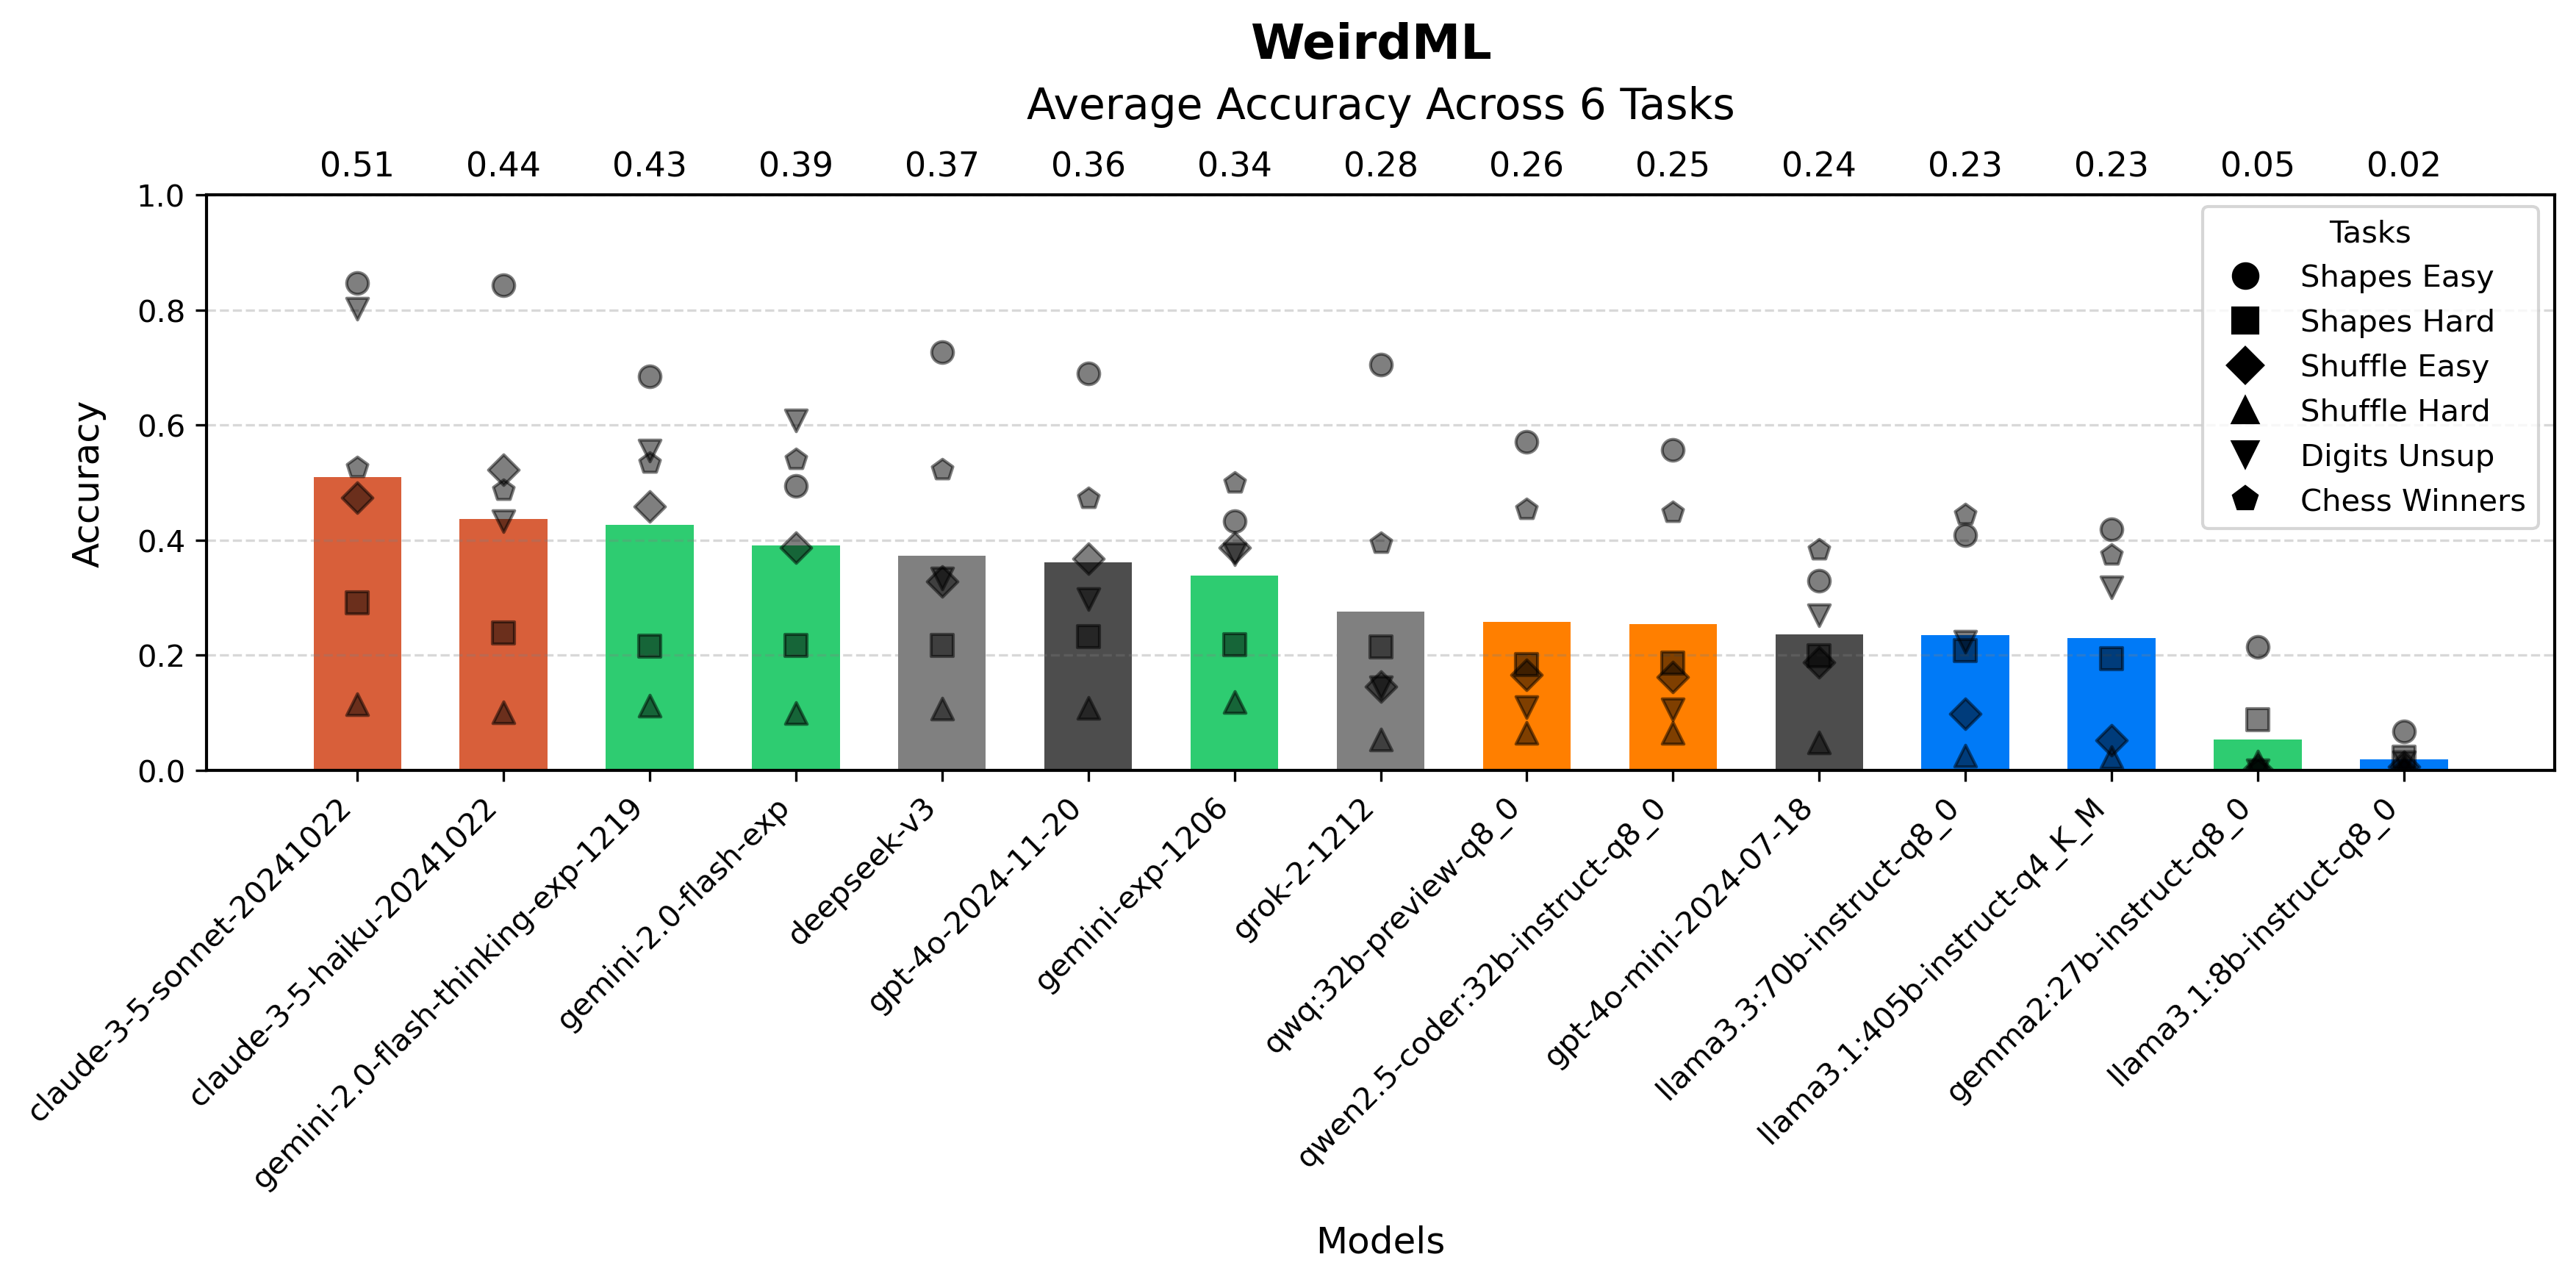 WeirdML
Average Accuracy Across 6 Tasks
0.51 0.44 0.43 0.39 0.37 0.36 0.34 0.28 0.26 0.25 0.24 0.23 0.23 0.05 0.02
Accuracy
1.0
0.8
0.6
0.4
0.2
0.0
Tasks
Shapes Easy
Shapes Hard
Shuffle Easy
Shuffle Hard
Digits Unsup
Chess Winners
claude-3-5-sonnet-20241022
claude-3-5-haiku-20241022
gemini-2.0-flash-thinking-exp-1219
gemini-2.0-flash-exp
deepseek-v3
gpt-4o-2024-11-20
gemini-exp-1206
grok-2-1212
qwq:32b-preview-q8_0
qwen2.5-coder:32b-instruct-q8_0
gpt-4o-mini-2024-07-18
llama3.3:70b-instruct-q8_0
llama3.1:405b-instruct-q4_K_M
gemma2:27b-instruct-q8_0
llama3.1:8b-instruct-q8_0
Models